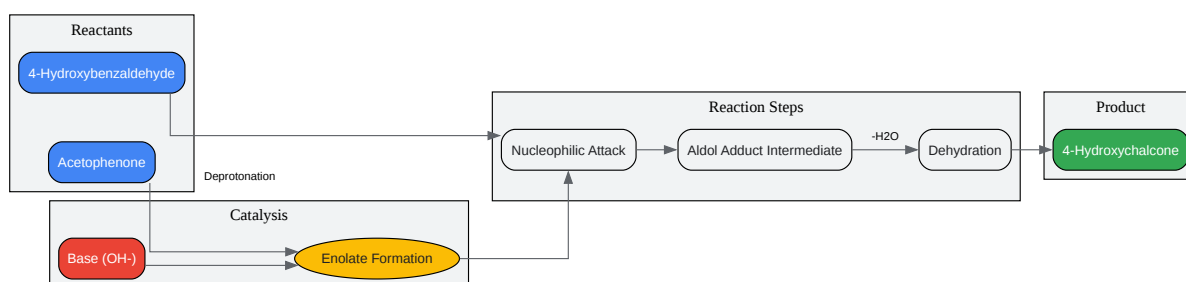 Reactants
4-Hydroxybenzaldehyde
Acetophenone
Deprotonation
Catalysis
Base (OH-)
Enolate Formation
Reaction Steps
Nucleophilic Attack
Aldol Adduct Intermediate
-H2O
Dehydration
Product
4-Hydroxychalcone